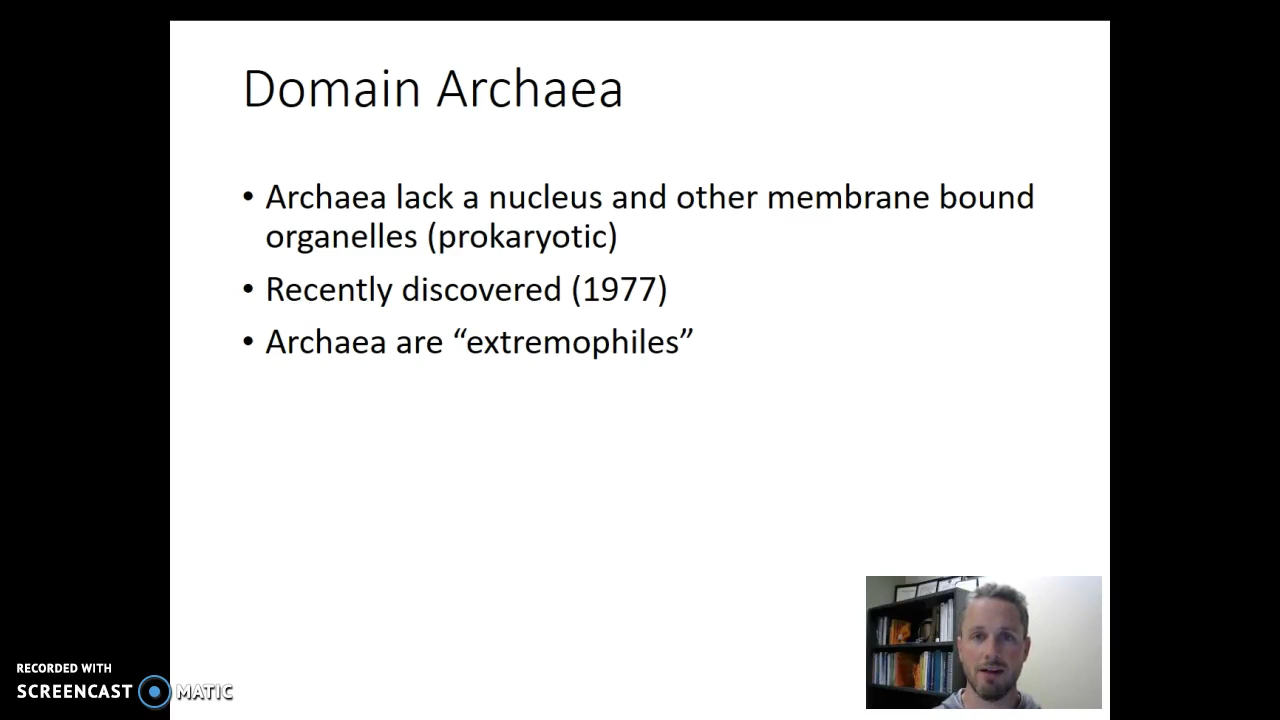 Domain Archaea
• Archaea lack a nucleus and other membrane bound
organelles (prokaryotic)
• Recently discovered (1977)
• Archaea are “extremophiles”
RECORDED WITH
SCREENCAST MATIC